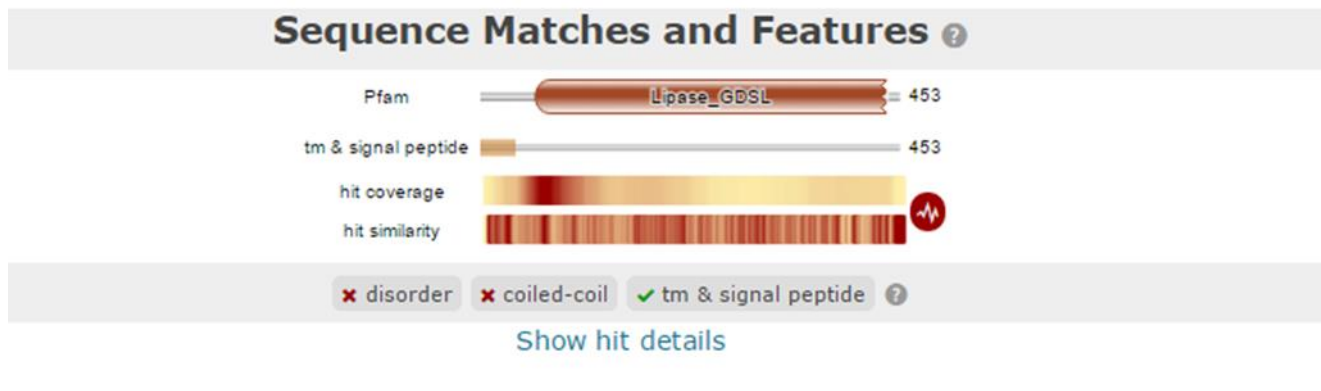 Sequence Matches and Features ?
Pfam Lipase_GDSL 453
tm & signal peptide 453
hit coverage
hit similarity
disorder coiled-coil tm & signal peptide ?
Show hit details